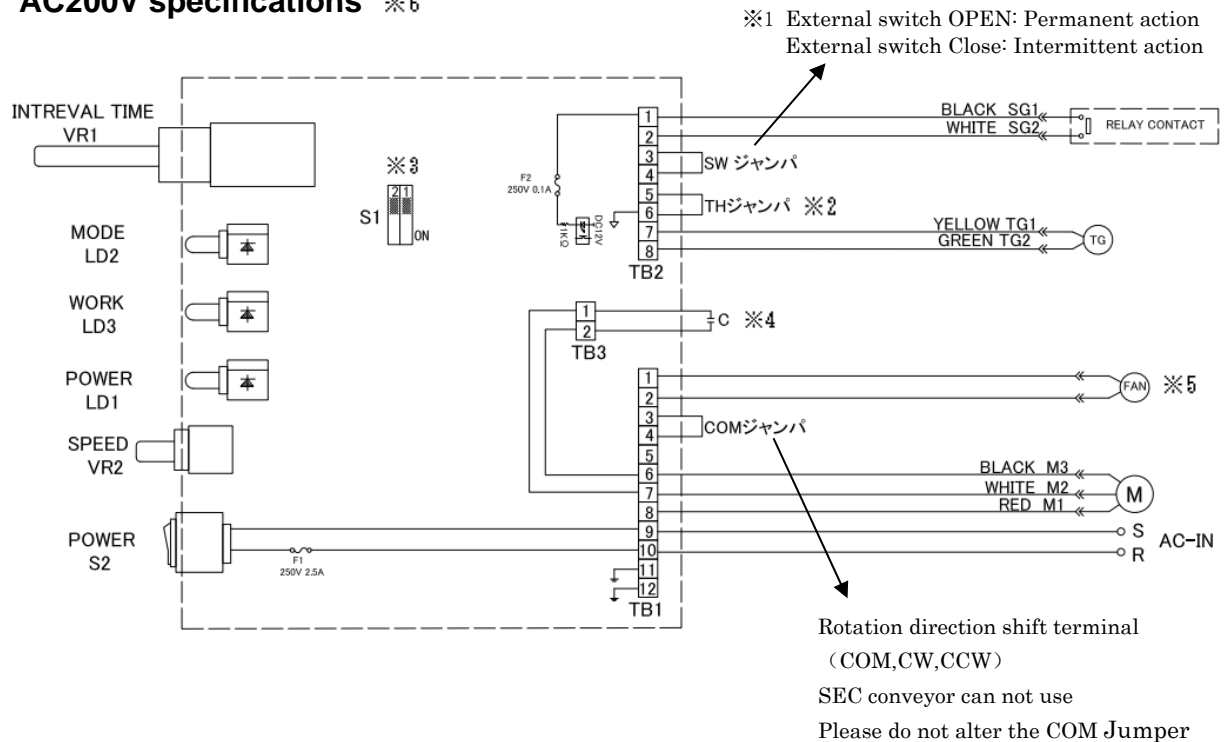 AC200V specifications ※6
※1 External switch OPEN: Permanent action
External switch Close: Intermittent action
INTREVAL TIME
VR1
※3
2 1
S1
ON
MODE
LD2
WORK
LD3
POWER
LD1
SPEED
VR2
POWER
S2
F1
250V 2.5A
F2
250V 0.1A
1KΩ
DC12V
1
2
3
4
5
6
7
8
TB2
BLACK SG1
WHITE SG2
RELAY CONTACT
SW ジャンパ
THジャンパ ※2
YELLOW TG1
GREEN TG2
TG
1
2
TB3
C ※4
1
2
3
4
5
6
7
8
9
10
11
12
TB1
FAN ※5
COMジャンパ
BLACK M3
WHITE M2
RED M1
M
S
R
AC-IN
Rotation direction shift terminal
（COM,CW,CCW）
SEC conveyor can not use
Please do not alter the COM Jumper